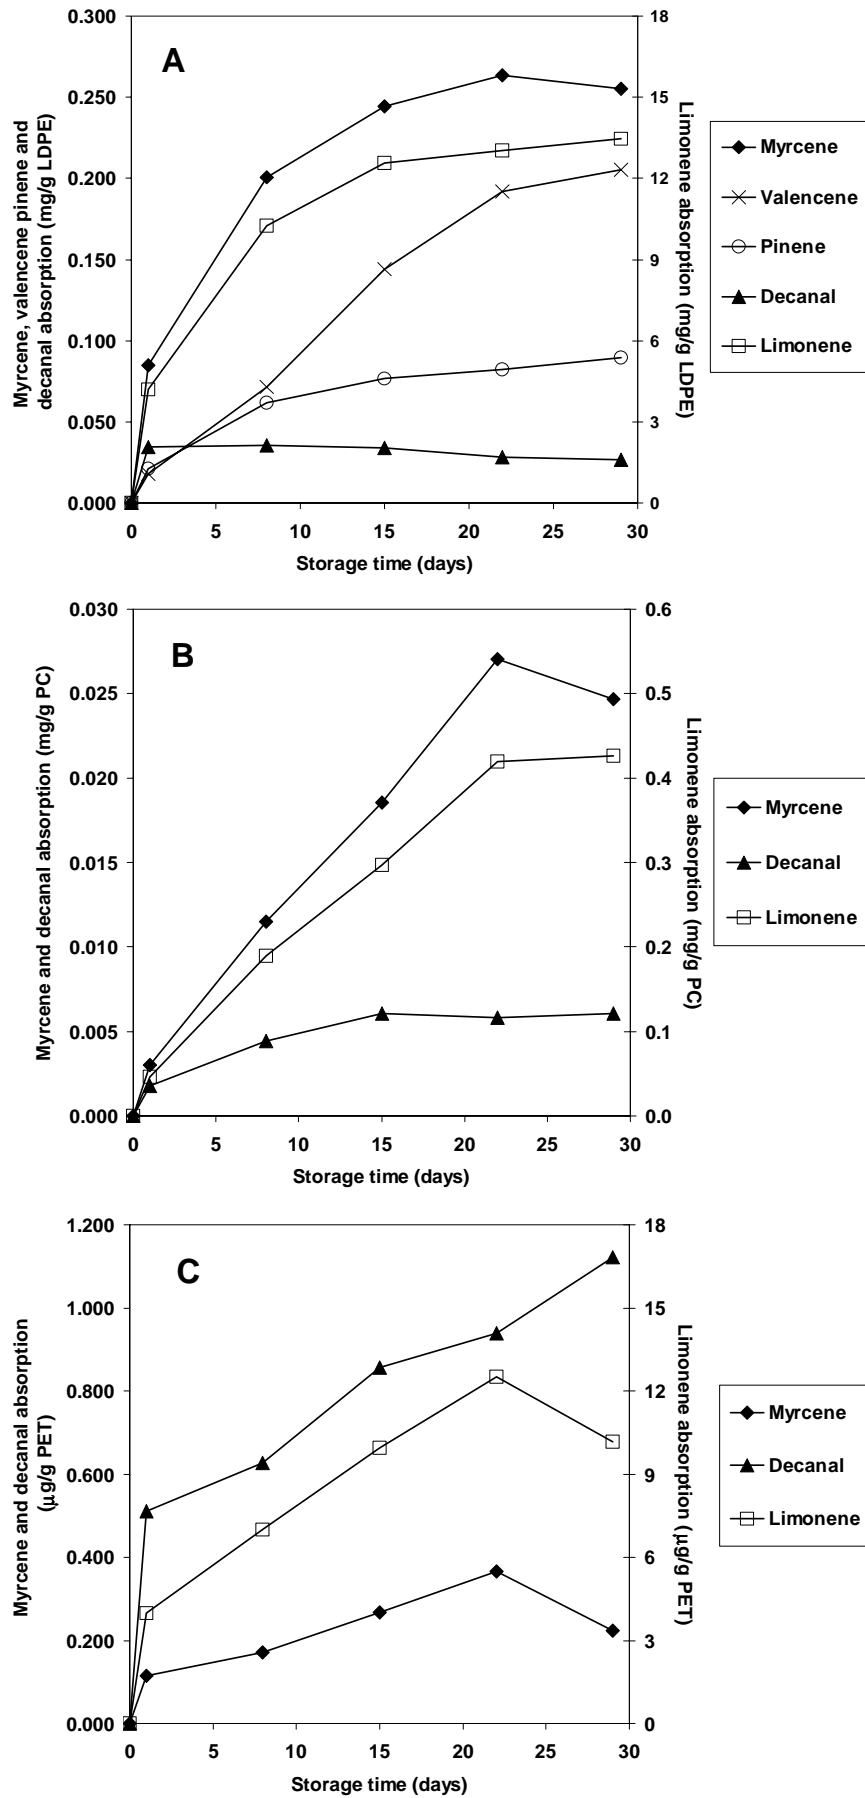 A
Myrcene, valencene pinene and
decanal absorption (mg/g LDPE)
0.300
0.250
0.200
0.150
0.100
0.050
0.000
18
15
12
9
6
3
0
Limonene absorption (mg/g LDPE)
0 5 10 15 20 25 30
Storage time (days)
Myrcene
Valencene
Pinene
Decanal
Limonene
B
Myrcene and decanal absorption (mg/g PC)
0.030
0.025
0.020
0.015
0.010
0.005
0.000
0.6
0.5
0.4
0.3
0.2
0.1
0.0
Limonene absorption (mg/g PC)
0 5 10 15 20 25 30
Storage time (days)
Myrcene
Decanal
Limonene
C
Myrcene and decanal absorption
(μg/g PET)
1.200
1.000
0.800
0.600
0.400
0.200
0.000
18
15
12
9
6
3
0
Limonene absorption (μg/g PET)
0 5 10 15 20 25 30
Storage time (days)
Myrcene
Decanal
Limonene